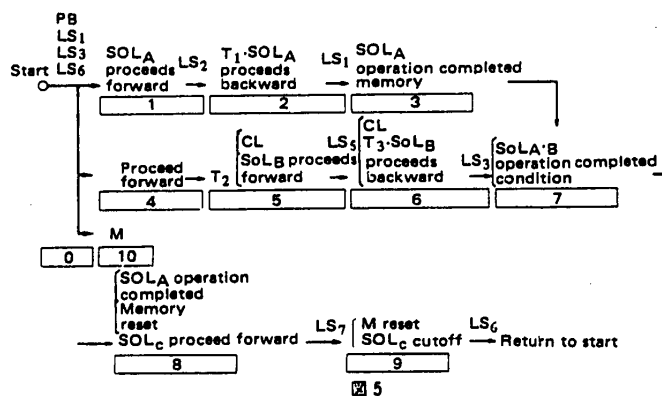 PB
LS1
LS3
Start LS6
SOLA proceeds forward
LS2
T1·SOLA proceeds backward
LS1
SOLA operation completed memory
1
2
3
Proceed forward
T2
CL
SoLB proceeds forward
LS5
CL
T3·SoLB proceeds backward
LS3
SoLA·B operation completed condition
4
5
6
7
M
0
10
SOLA operation completed
Memory reset
SOLC proceed forward
LS7
M reset
SOLC cutoff
LS6
Return to start
8
9
図 5